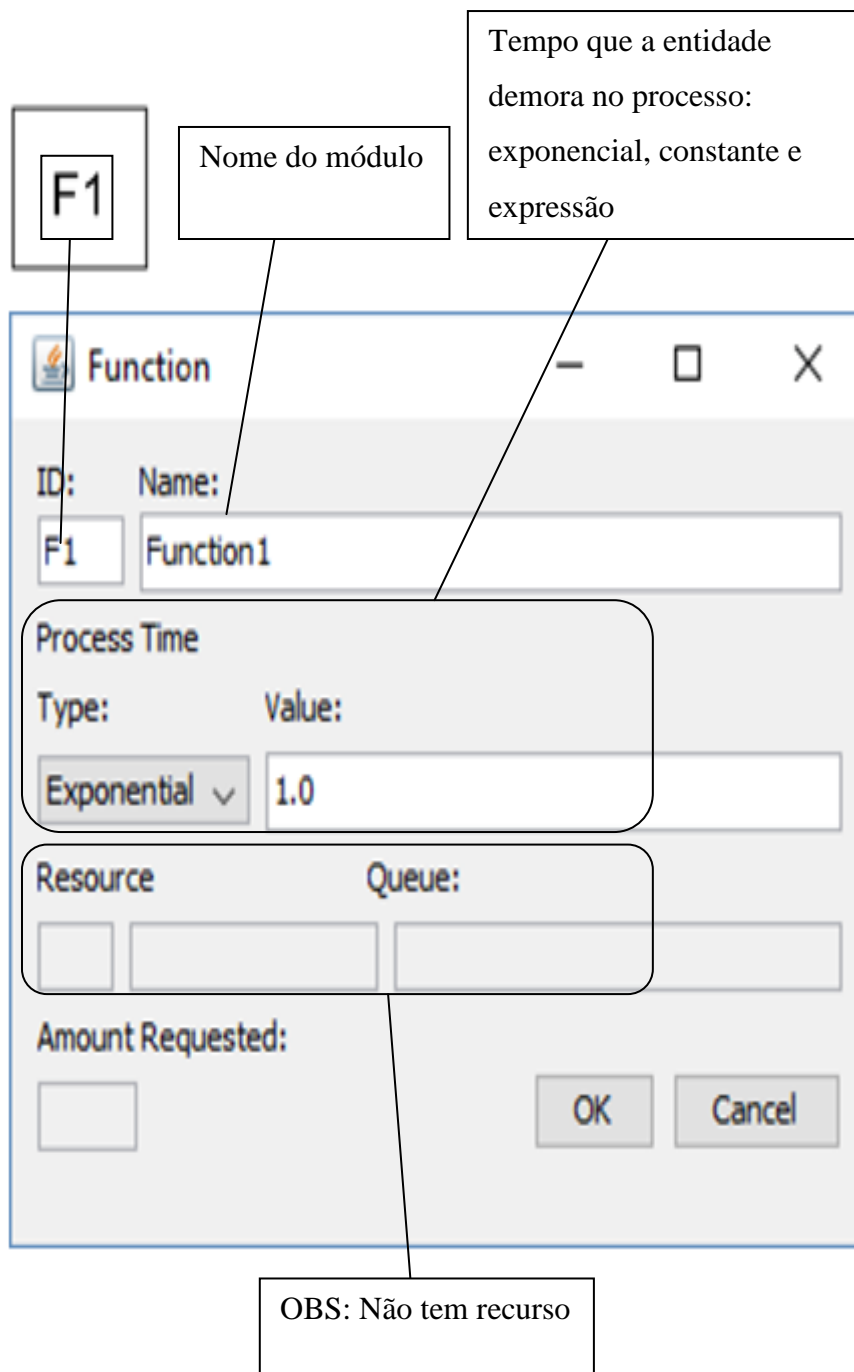 Tempo que a entidade
demora no processo:
exponencial, constante e
expressão
Nome do módulo
F1
Function
ID: Name:
F1 Function1
Process Time
Type: Value:
Exponential 1.0
Resource Queue:
Amount Requested:
OK Cancel
OBS: Não tem recurso